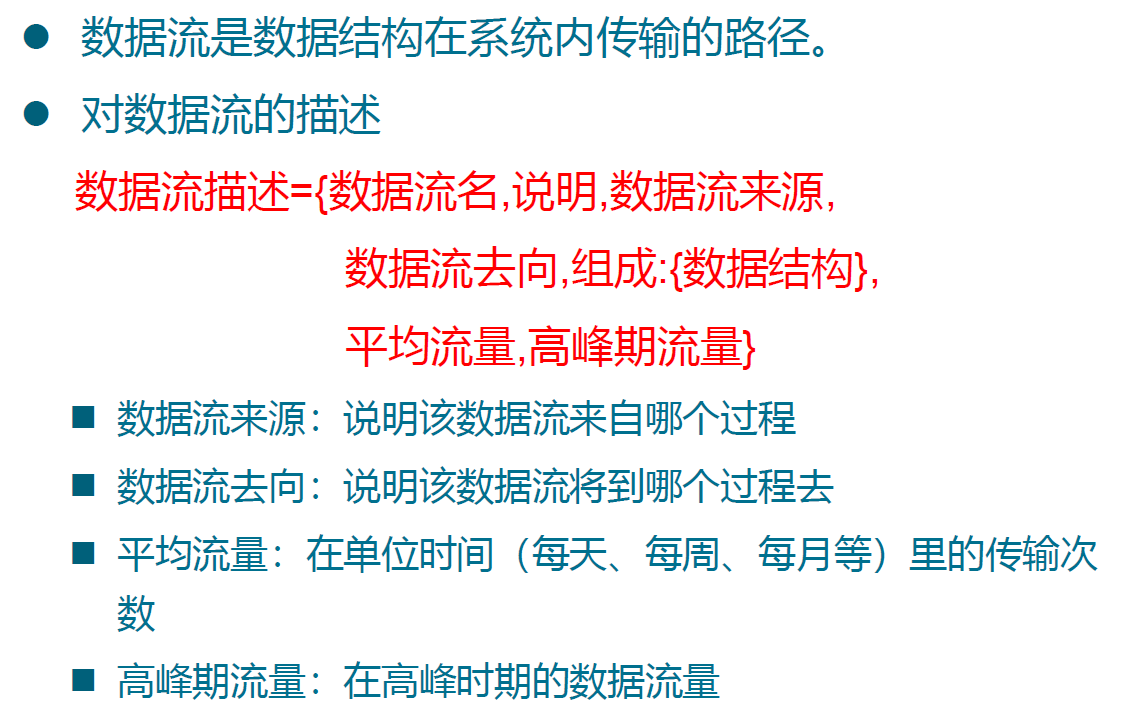 数据流是数据结构在系统内传输的路径。
对数据流的描述
数据流描述={数据流名,说明,数据流来源,
数据流去向,组成:{数据结构},
平均流量,高峰期流量}
数据流来源：说明该数据流来自哪个过程
数据流去向：说明该数据流将到哪个过程去
平均流量：在单位时间（每天、每周、每月等）里的传输次
数
高峰期流量：在高峰时期的数据流量